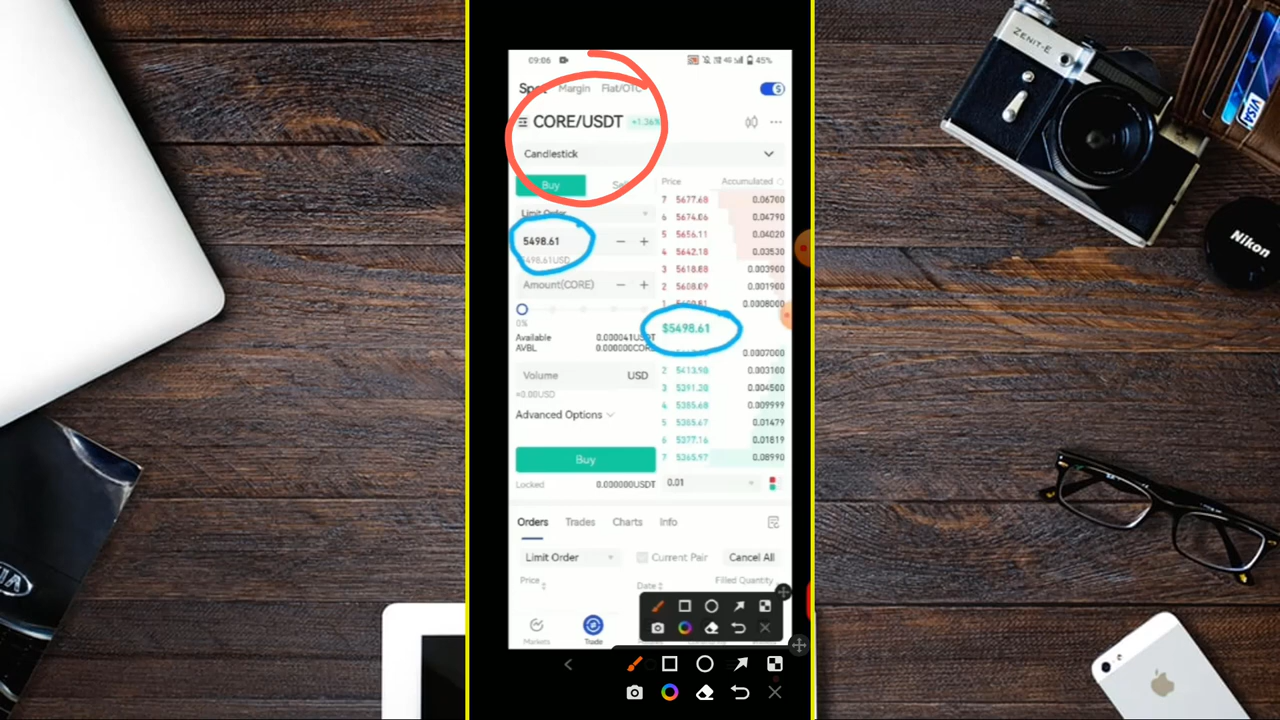 09:06
45%
Spot Margin Fiat/OTC
CORE/USDT +1.36%
Candlestick
Buy
Price Accumulated
7 5677.68 0.06700
Limit Order
6 5674.06 0.04790
5 5656.11 0.04020
5498.61
4 5642.18 0.03530
5498.61USD
3 5618.88 0.003900
Amount(CORE)
2 5608.09 0.001900
0.0008000
0%
$5498.61
Available 0.000041USDT
AVBL 0.000000CORE
0.0007000
2 5413.98 0.003100
Volume USD
3 5391.20 0.004500
≈0.00USD
4 5385.68 0.009999
Advanced Options
5 5385.67 0.01479
6 5377.16 0.01819
Buy
7 5365.97 0.08990
Locked 0.000000USDT
0.01
Orders Trades Charts Info
Limit Order Current Pair Cancel All
Price Date Filled Quantity
Markets Trade
ZENIT-E
VISA
Nikon